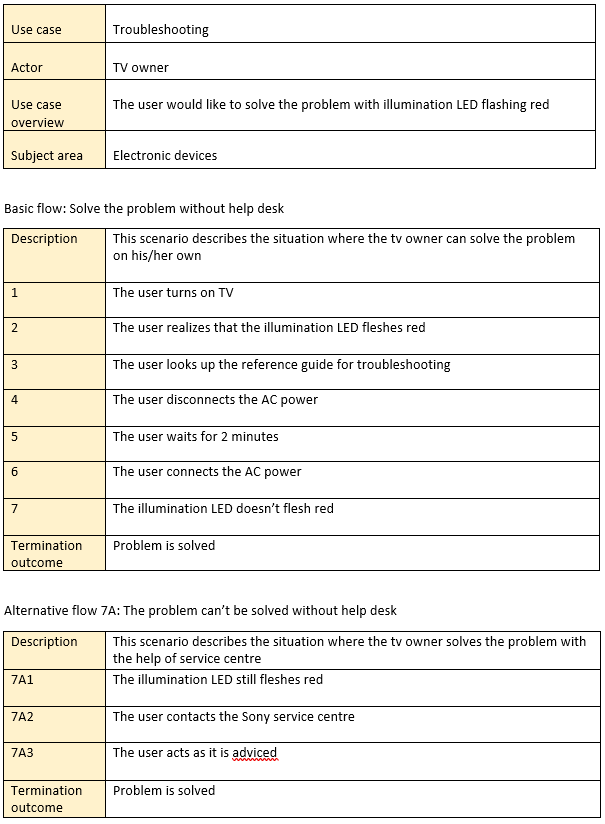 Use case Troubleshooting
Actor TV owner
Use case The user would like to solve the problem with illumination LED flashing red
overview
Subject area Electronic devices
Basic flow: Solve the problem without help desk
Description This scenario describes the situation where the tv owner can solve the problem
on his/her own
1 The user turns on TV
2 The user realizes that the illumination LED fleshes red
3 The user looks up the reference guide for troubleshooting
4 The user disconnects the AC power
5 The user waits for 2 minutes
6 The user connects the AC power
7 The illumination LED doesn’t flesh red
Termination Problem is solved
outcome
Alternative flow 7A: The problem can’t be solved without help desk
Description This scenario describes the situation where the tv owner solves the problem with
the help of service centre
7A1 The illumination LED still fleshes red
7A2 The user contacts the Sony service centre
7A3 The user acts as it is adviced
Termination Problem is solved
outcome